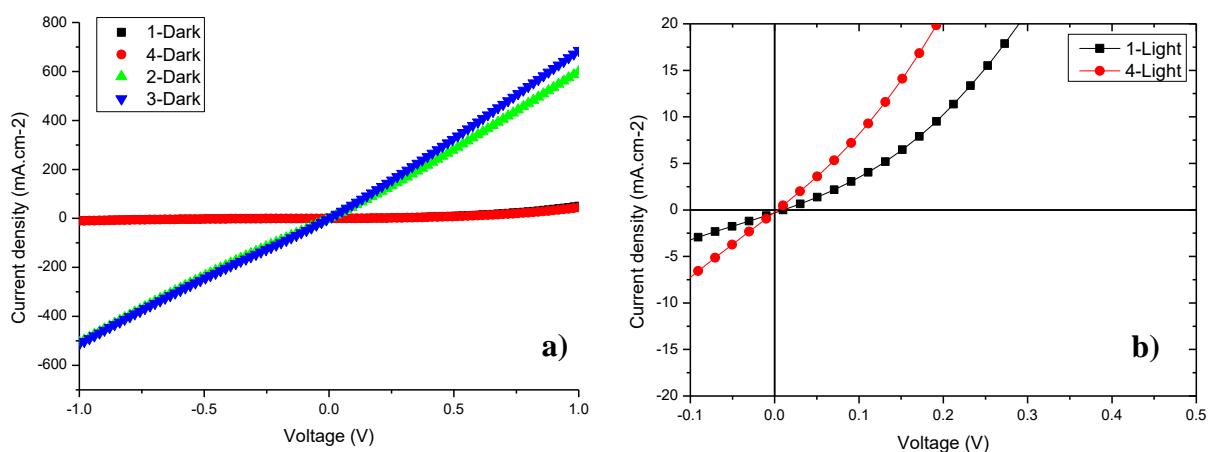 800
600
400
200
0
-200
-400
-600
Current density (mA.cm-2)
1-Dark
4-Dark
2-Dark
3-Dark
a)
-1.0 -0.5 0.0 0.5 1.0
Voltage (V)
20
15
10
5
0
-5
-10
-15
-20
Current density (mA.cm-2)
1-Light
4-Light
b)
-0.1 0.0 0.1 0.2 0.3 0.4 0.5
Voltage (V)